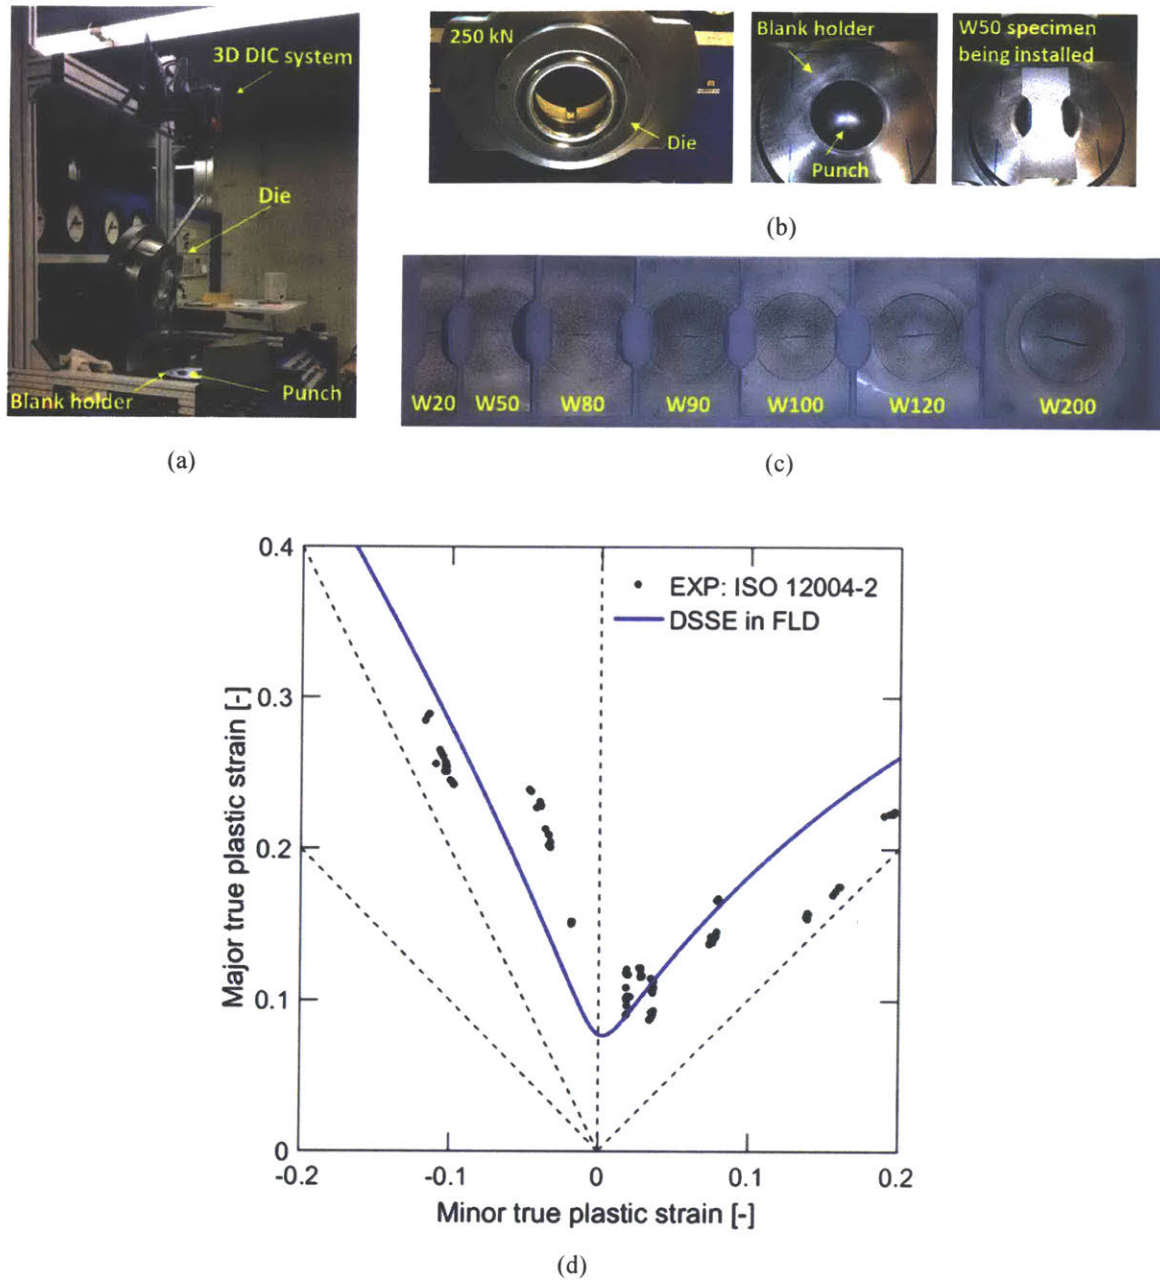 3D DIC system
Die
Blank holder
Punch
(a)
250 kN
Die
Blank holder
Punch
W50 specimen
being installed
(b)
W20 W50 W80 W90 W100 W120 W200
(c)
0.4
0.3
0.2
0.1
0
-0.2 -0.1 0 0.1 0.2
Major true plastic strain [-]
Minor true plastic strain [-]
EXP: ISO 12004-2
DSSE in FLD
(d)